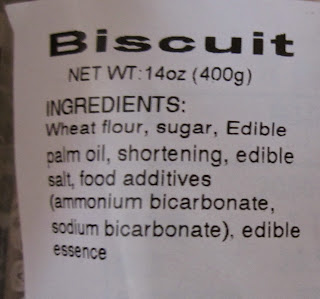 Biscuit
NET WT:14oz (400g)
INGREDIENTS:
Wheat flour, sugar, Edible
palm oil, shortening, edible
salt, food additives
(ammonium bicarbonate,
sodium bicarbonate), edible
essence